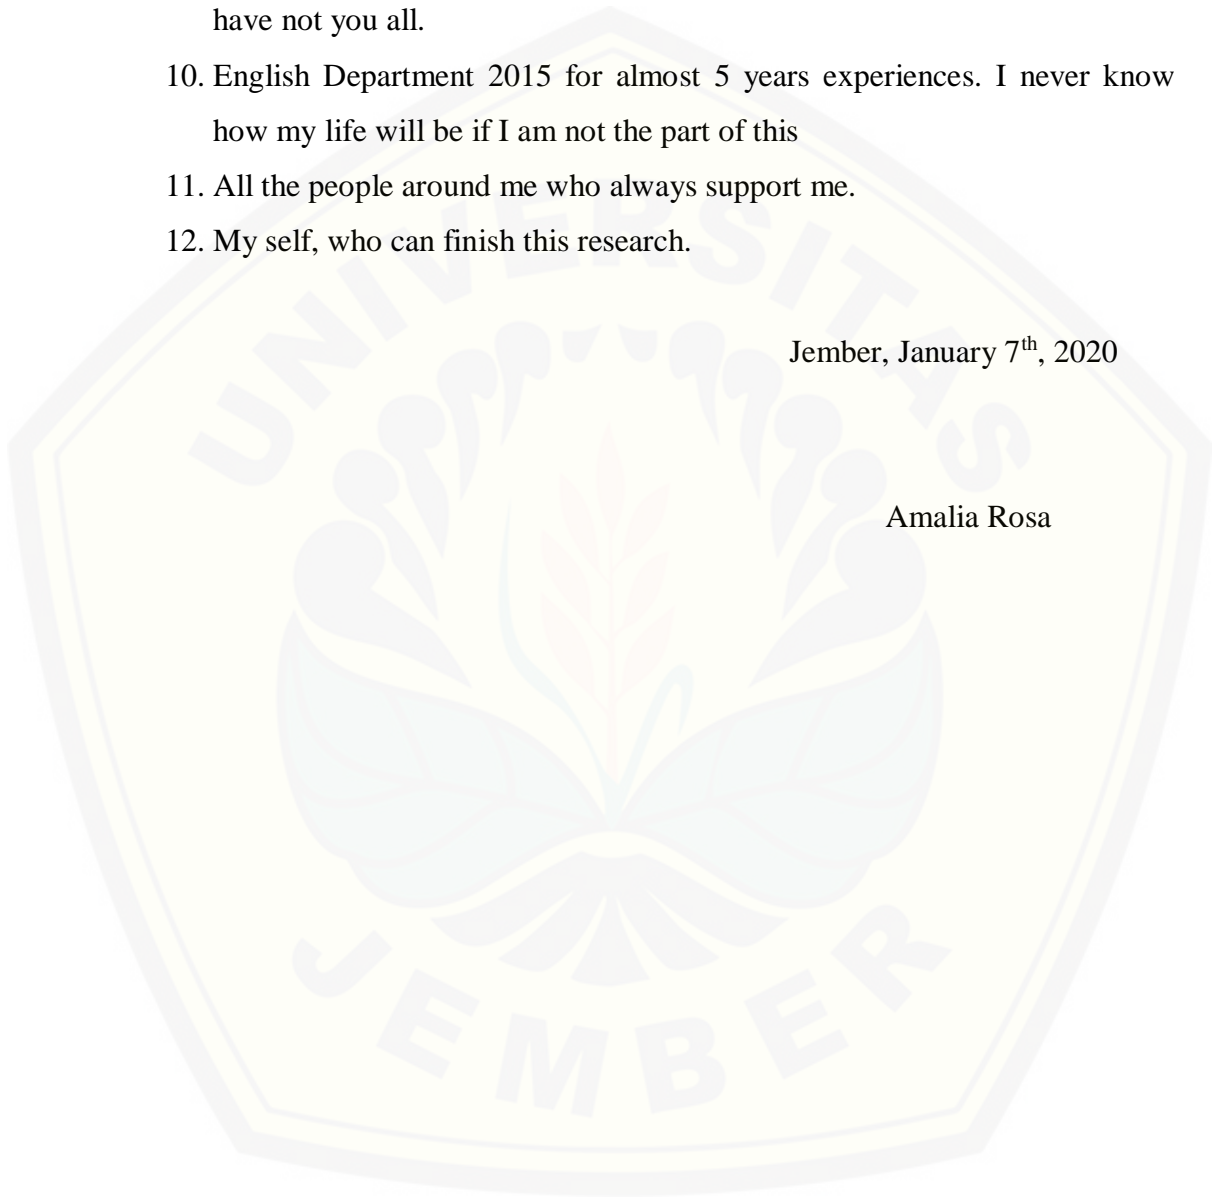 have not you all.
10. English Department 2015 for almost 5 years experiences. I never know
how my life will be if I am not the part of this
11. All the people around me who always support me.
12. My self, who can finish this research.
Jember, January 7th, 2020
Amalia Rosa
UNIVERSITAS
JEMBER